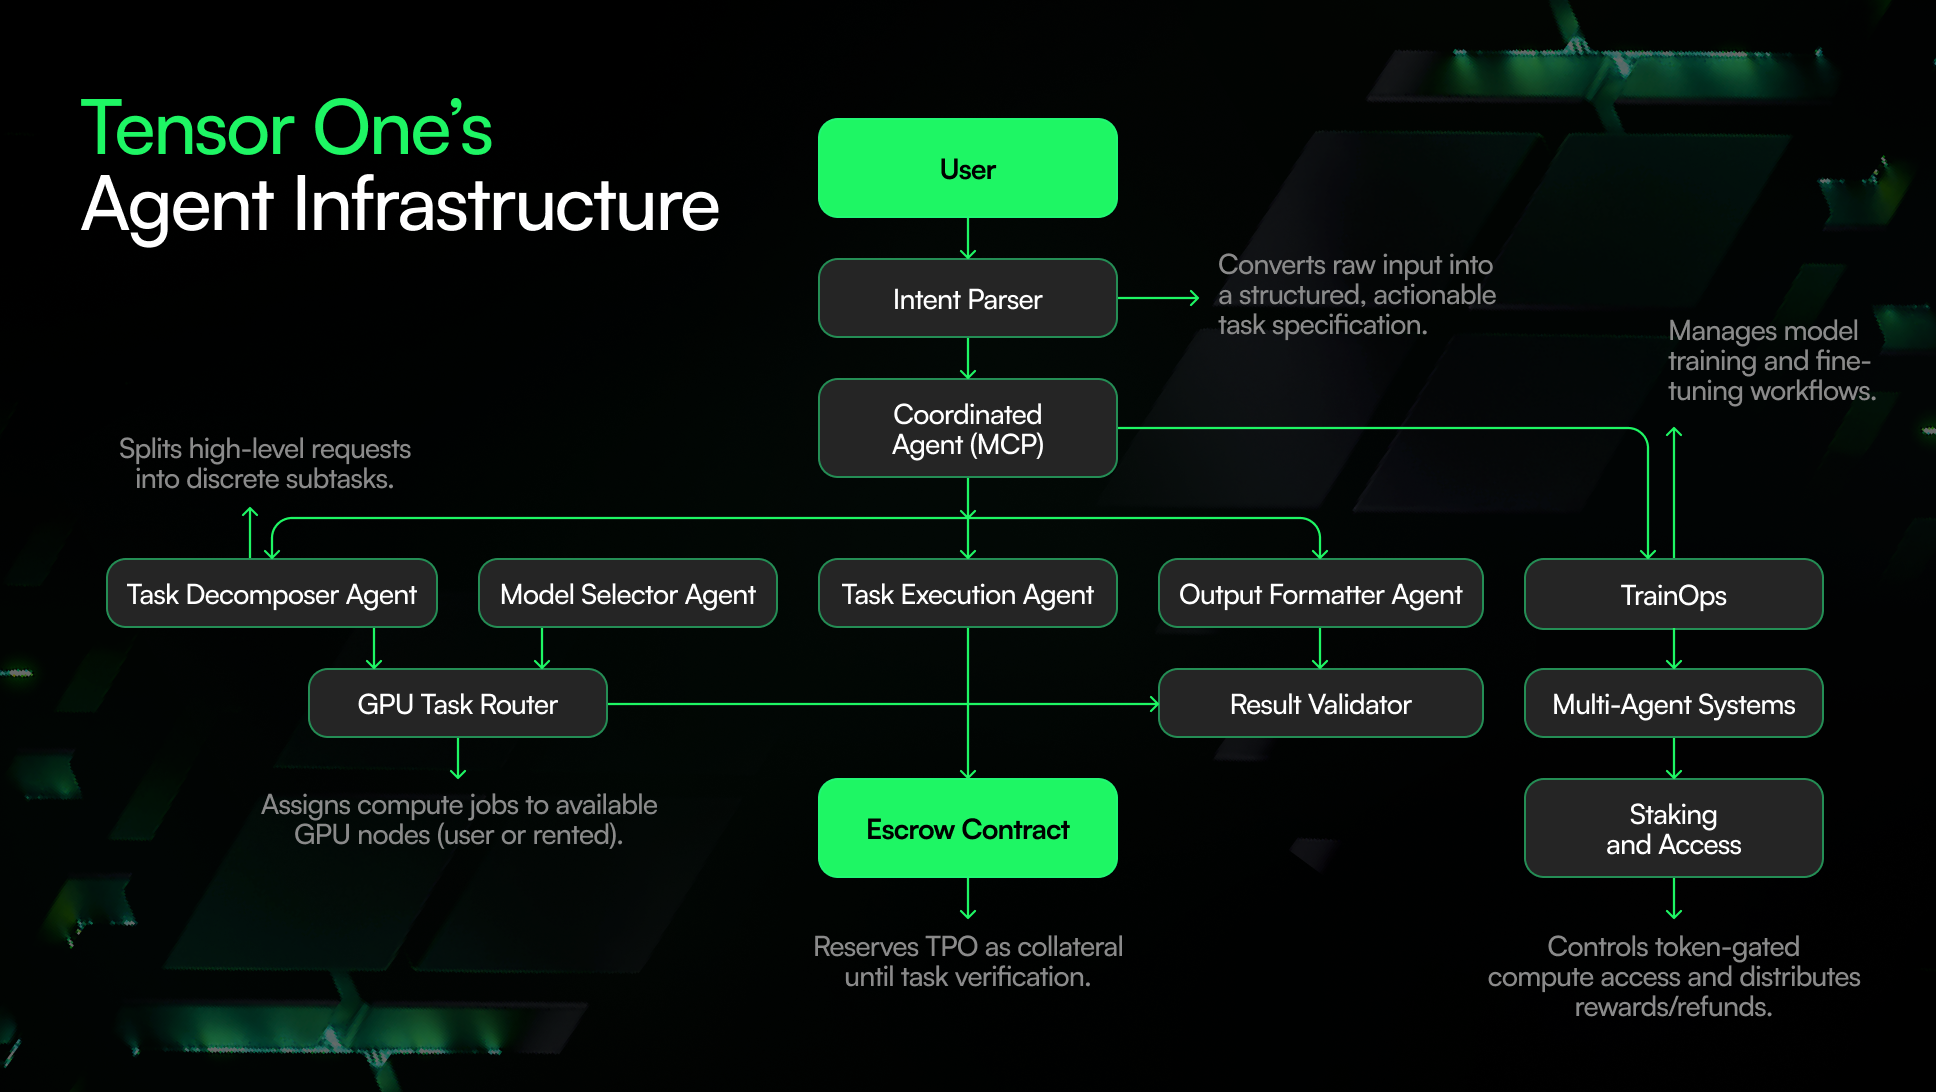 Tensor One’s
Agent Infrastructure
User
Intent Parser
Converts raw input into
a structured, actionable
task specification.
Manages model
training and fine-
tuning workflows.
Coordinated
Agent (MCP)
Splits high-level requests
into discrete subtasks.
Task Decomposer Agent
Model Selector Agent
Task Execution Agent
Output Formatter Agent
TrainOps
GPU Task Router
Result Validator
Multi-Agent Systems
Assigns compute jobs to available
GPU nodes (user or rented).
Escrow Contract
Staking
and Access
Reserves TPO as collateral
until task verification.
Controls token-gated
compute access and distributes
rewards/refunds.